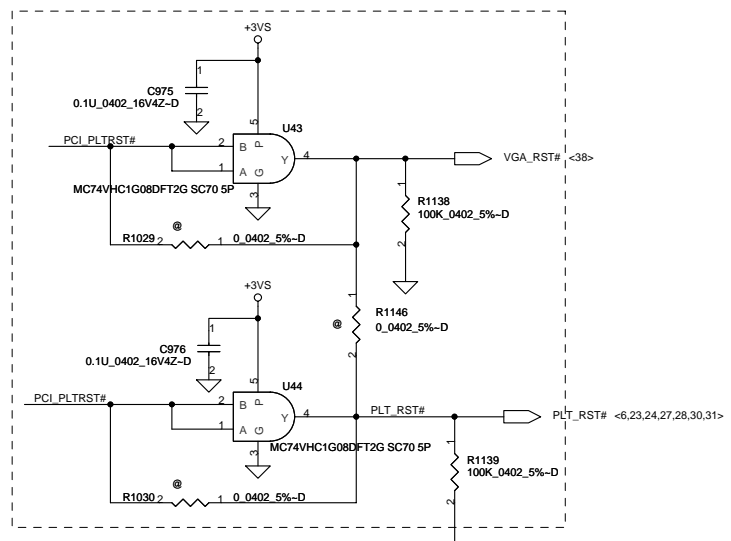 +3VS
1
C975
0.1U_0402_16V4Z~D
2
5
U43
PCI_PLTRST#
2
B
P
Y
4
VGA_RST# <38>
1
A
G
3
MC74VHC1G08DFT2G SC70 5P
1
R1138
100K_0402_5%~D
2
@
R1029
2
1
0_0402_5%~D
+3VS
1
R1146
@
0_0402_5%~D
2
1
C976
0.1U_0402_16V4Z~D
2
5
U44
PCI_PLTRST#
2
B
P
Y
4
PLT_RST#
PLT_RST# <6,23,24,27,28,30,31>
1
A
G
3
MC74VHC1G08DFT2G SC70 5P
1
R1139
100K_0402_5%~D
2
@
R1030
2
1
0_0402_5%~D